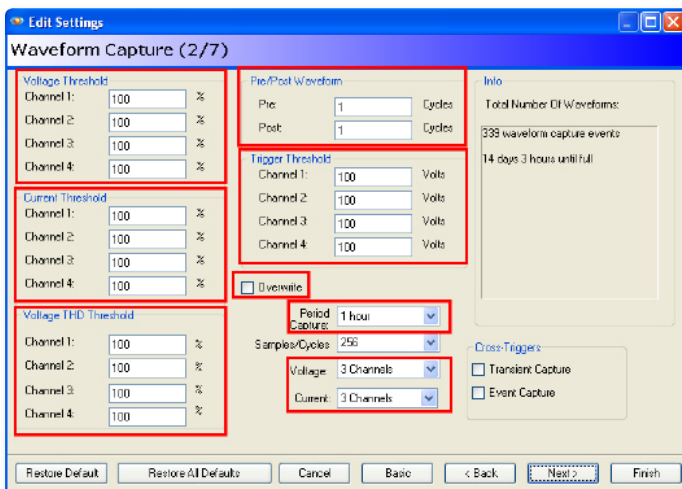 Edit Settings
Waveform Capture (2/7)
Voltage Threshold
Channel 1: 100 %
Channel 2: 100 %
Channel 3: 100 %
Channel 4: 100 %
Current Threshold
Channel 1: 100 %
Channel 2: 100 %
Channel 3: 100 %
Channel 4: 100 %
Voltage THD Threshold
Channel 1: 100 %
Channel 2: 100 %
Channel 3: 100 %
Channel 4: 100 %
Pre/Post Waveform
Pre: 1 Cycles
Post: 1 Cycles
Trigger Threshold
Channel 1: 100 Volts
Channel 2: 100 Volts
Channel 3: 100 Volts
Channel 4: 100 Volts
Overwrite
Period Capture: 1 hour
Samples/Cycles 256
Voltage: 3 Channels
Current: 3 Channels
Info
Total Number Of Waveforms:
339 waveform capture events
14 days 3 hours until full
Cross-Triggers
Transient Capture
Event Capture
Restore Default Restore All Defaults Cancel Basic < Back Next > Finish